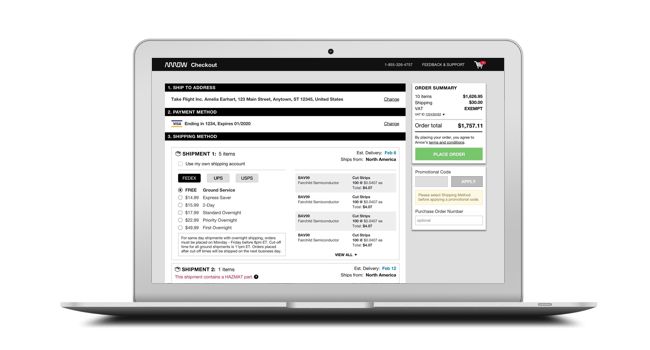 ARROW Checkout
1-855-326-4757 FEEDBACK & SUPPORT
1. SHIP TO ADDRESS
Take Flight Inc. Amelia Earhart, 123 Main Street, Anytown, ST 12345, United States Change
2. PAYMENT METHOD
VISA Ending in 1234, Expires 01/2020 Change
3. SHIPPING METHOD
SHIPMENT 1: 5 items
Est. Delivery: Feb 6
Ships from: North America
Use my own shipping account
FEDEX UPS USPS
FREE Ground Service
$14.99 Express Saver
$15.99 2-Day
$17.99 Standard Overnight
$22.99 Priority Overnight
$49.99 First Overnight
For same day shipments with overnight shipping, orders
must be placed on Monday - Friday before 8pm ET. Cut off
time for all ground shipments is 11pm ET. Orders placed
after cut off times will be shipped on the next business day.
BAV99 Cut Strips
Fairchild Semiconductor 100 @ $0.0407 ea
Total: $4.07
BAV99 Cut Strips
Fairchild Semiconductor 100 @ $0.0407 ea
Total: $4.07
BAV99 Cut Strips
Fairchild Semiconductor 100 @ $0.0407 ea
Total: $4.07
BAV99 Cut Strips
Fairchild Semiconductor 100 @ $0.0407 ea
Total: $4.07
VIEW ALL
SHIPMENT 2: 1 items
Est. Delivery: Feb 12
This shipment contains a HAZMAT part.
Ships from: North America
ORDER SUMMARY
10 items $1,626.95
Shipping $30.00
VAT EXEMPT
VAT ID
Order total $1,757.11
By placing your order, you agree to
Arrow's terms and conditions.
PLACE ORDER
Promotional Code
APPLY
Please select Shipping Method
before applying a promotional code.
Purchase Order Number
optional